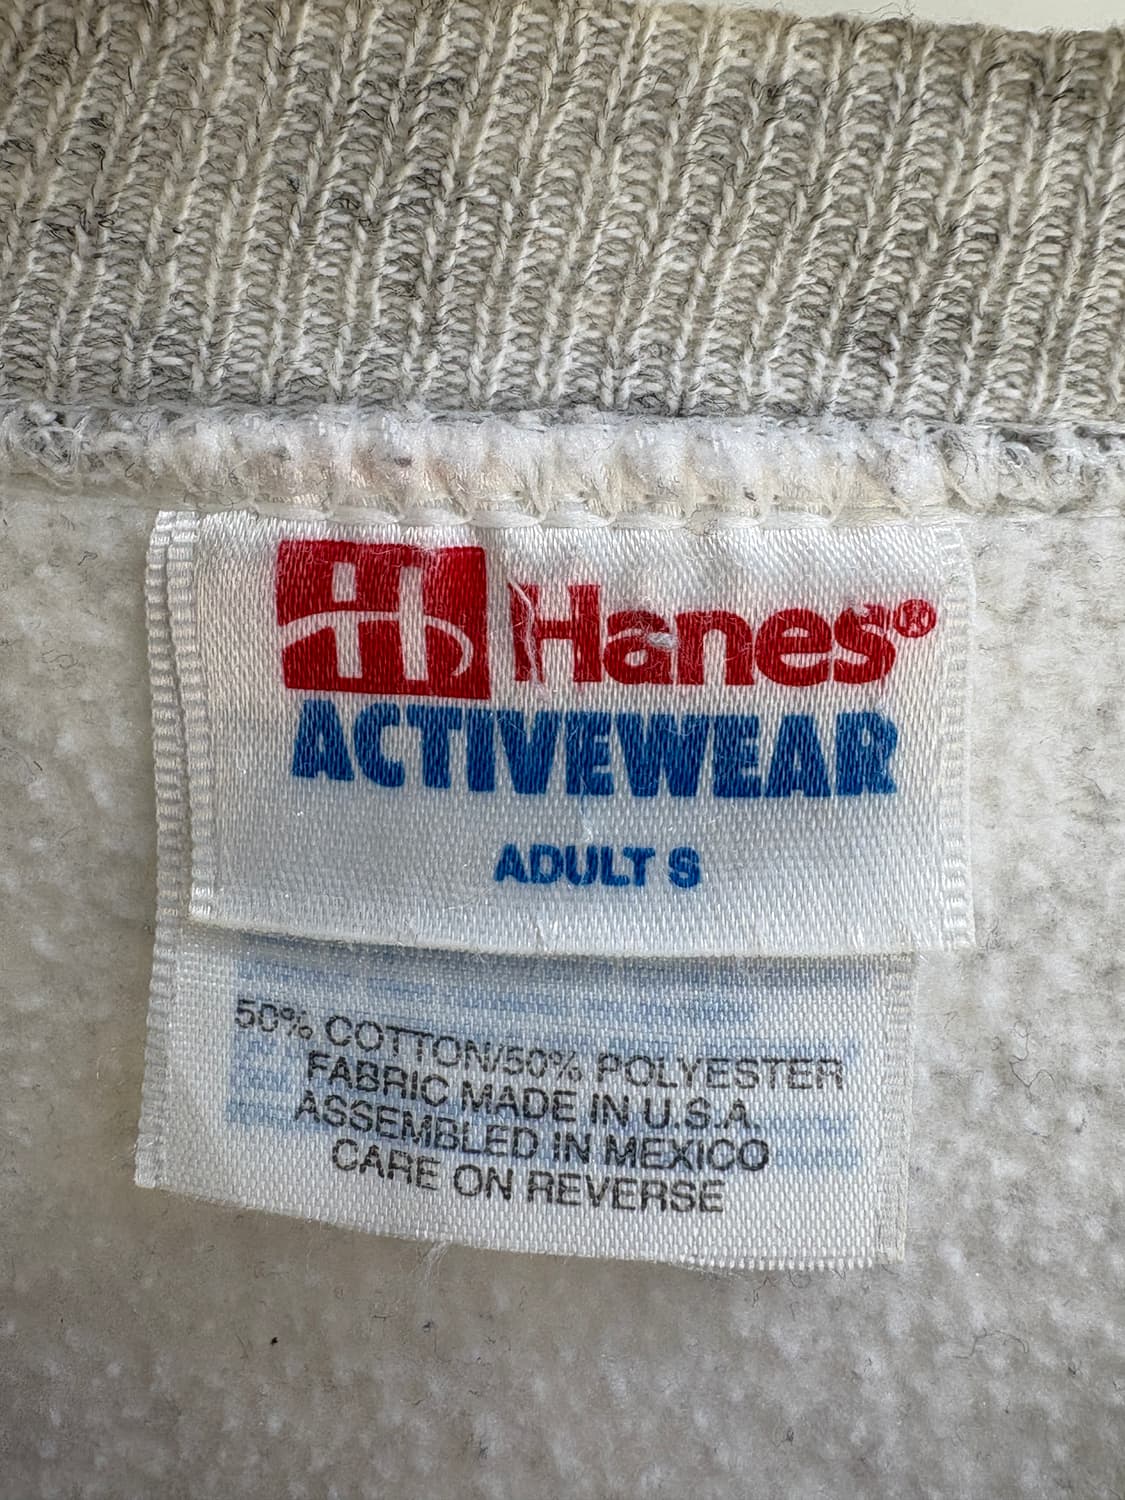 Hanes®
ACTIVEWEAR
ADULT S
50% COTTON/50% POLYESTER
FABRIC MADE IN U.S.A.
ASSEMBLED IN MEXICO
CARE ON REVERSE